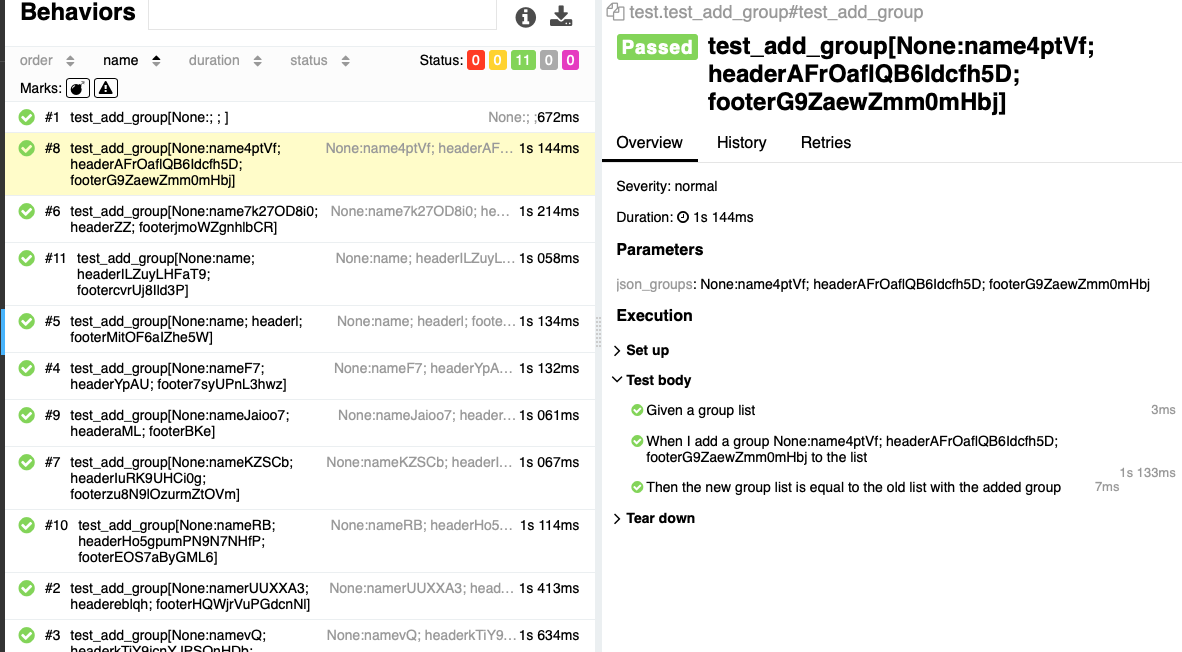 Behaviors
order name duration status Status: 0 0 11 0 0
Marks:
#1 test_add_group[None:; ; ] None:; ; 672ms
#8 test_add_group[None:name4ptVf; None:name4ptVf; headerAF... 1s 144ms
headerAFrOaflQB6Idcfh5D;
footerG9ZaewZmm0mHbj]
#6 test_add_group[None:name7k27OD8i0; None:name7k27OD8i0; he... 1s 214ms
headerZZ; footerjmoWZgnhlbCR]
#11 test_add_group[None:name; None:name; headerILZuyL... 1s 058ms
headerILZuyLHFaT9;
footercvrUj8Ild3P]
#5 test_add_group[None:name; headerl; None:name; headerl; foote... 1s 134ms
footerMitOF6aIZhe5W]
#4 test_add_group[None:nameF7; None:nameF7; headerYpA... 1s 132ms
headerYpAU; footer7syUPnL3hwz]
#9 test_add_group[None:nameJaioo7; None:nameJaioo7; header... 1s 061ms
headeraML; footerBKe]
#7 test_add_group[None:nameKZSCb; None:nameKZSCb; headerI... 1s 067ms
headerIuRK9UHCi0g;
footerzu8N9lOzurmZtOVm]
#10 test_add_group[None:nameRB; None:nameRB; headerHo5... 1s 114ms
headerHo5gpumPN9N7NHfP;
footerEOS7aByGML6]
#2 test_add_group[None:namerUUXXA3; None:namerUUXXA3; head... 1s 413ms
headereblqh; footerHQWjrVuPGdcnNl]
#3 test_add_group[None:namevQ; None:namevQ; headerkTiY9... 1s 634ms
test.test_add_group#test_add_group
Passed test_add_group[None:name4ptVf;
headerAFrOaflQB6Idcfh5D;
footerG9ZaewZmm0mHbj]
Overview History Retries
Severity: normal
Duration: 1s 144ms
Parameters
json_groups: None:name4ptVf; headerAFrOaflQB6Idcfh5D; footerG9ZaewZmm0mHbj
Execution
Set up
Test body
Given a group list 3ms
When I add a group None:name4ptVf; headerAFrOaflQB6Idcfh5D;
footerG9ZaewZmm0mHbj to the list
1s 133ms
Then the new group list is equal to the old list with the added group 7ms
Tear down